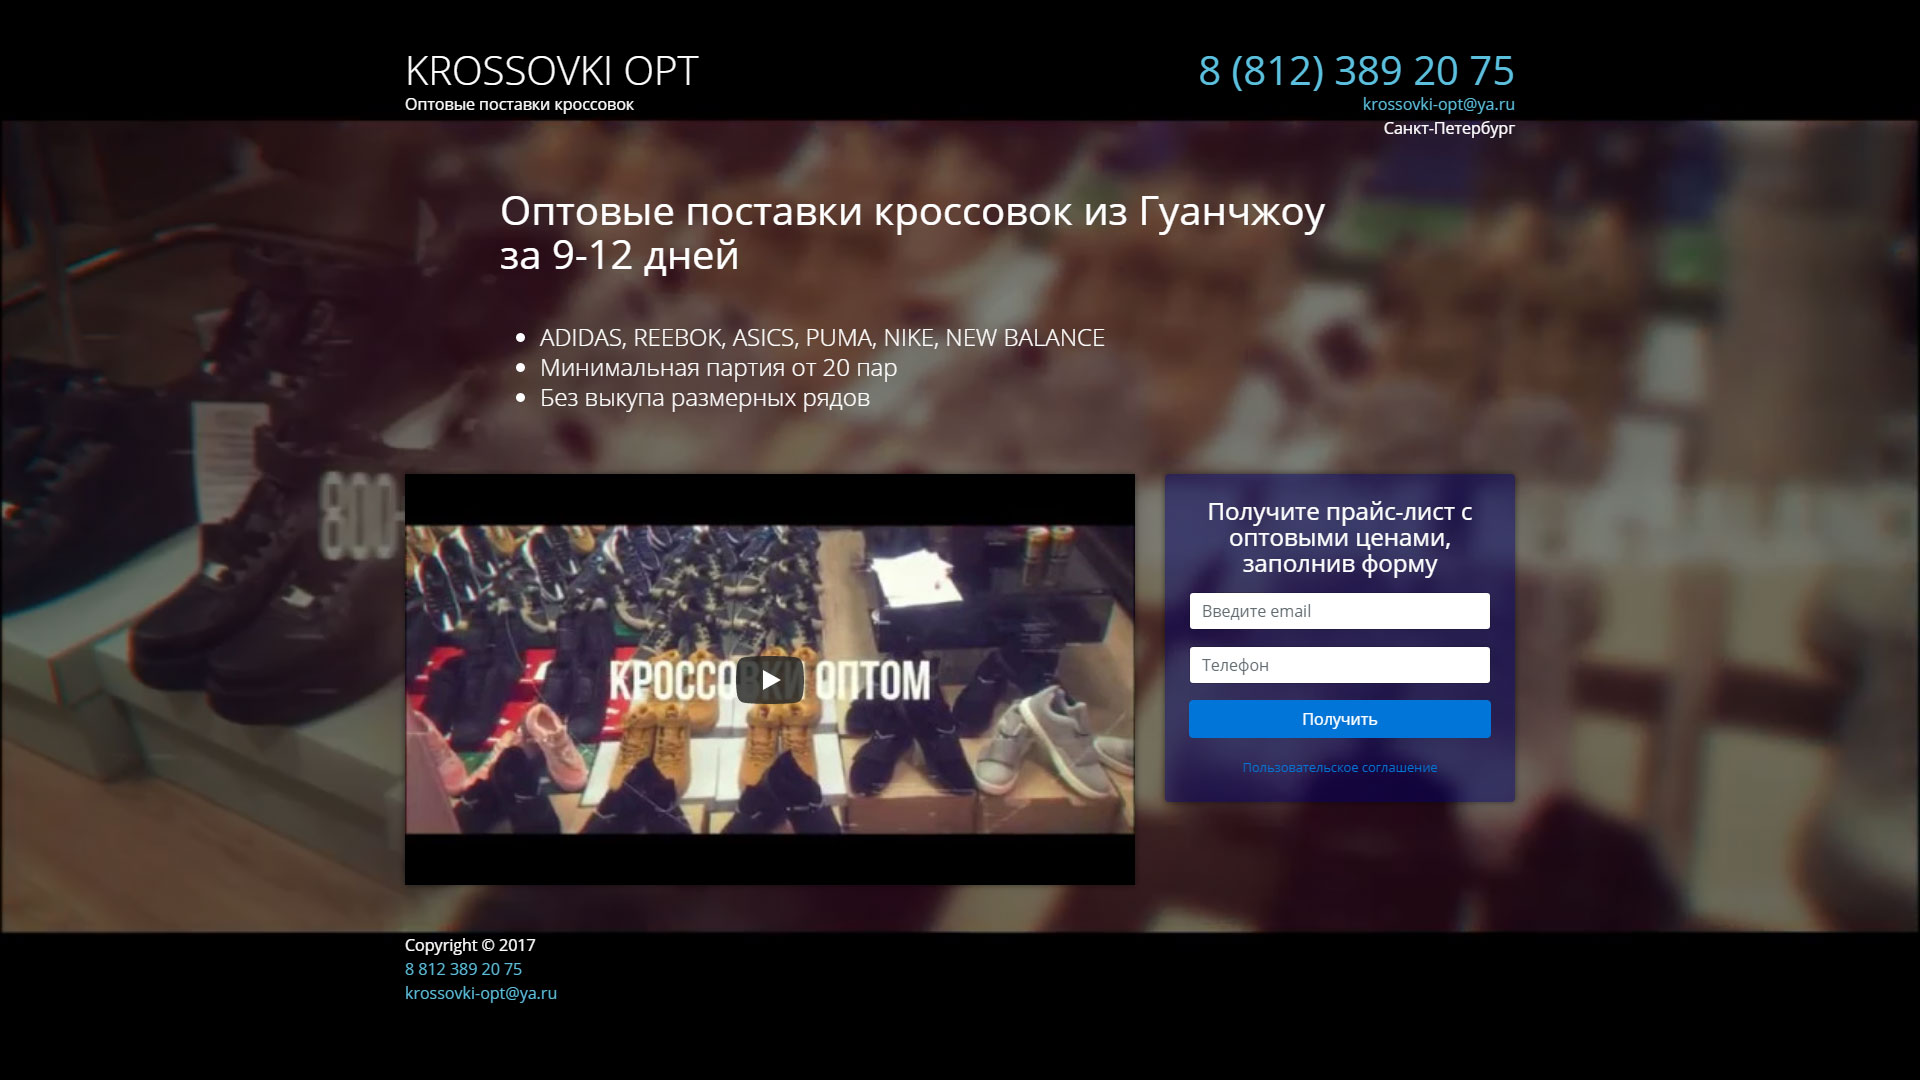 KROSSOVKI OPT
Оптовые поставки кроссовок
8 (812) 389 20 75
krossovki-opt@ya.ru
Санкт-Петербург
Оптовые поставки кроссовок из Гуанчжоу
за 9-12 дней
ADIDAS, REEBOK, ASICS, PUMA, NIKE, NEW BALANCE
Минимальная партия от 20 пар
Без выкупа размерных рядов
КРОССОВКИ ОПТОМ
Получите прайс-лист с
оптовыми ценами,
заполнив форму
Введите email
Телефон
Получить
Пользовательское соглашение
Copyright © 2017
8 812 389 20 75
krossovki-opt@ya.ru